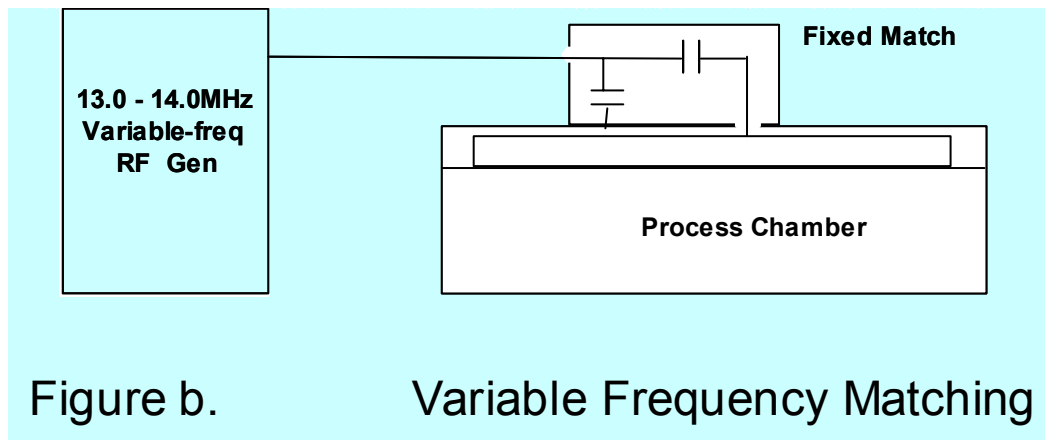 Fixed Match
13.0 - 14.0MHz
Variable-freq
RF Gen
Process Chamber
Figure b.
Variable Frequency Matching